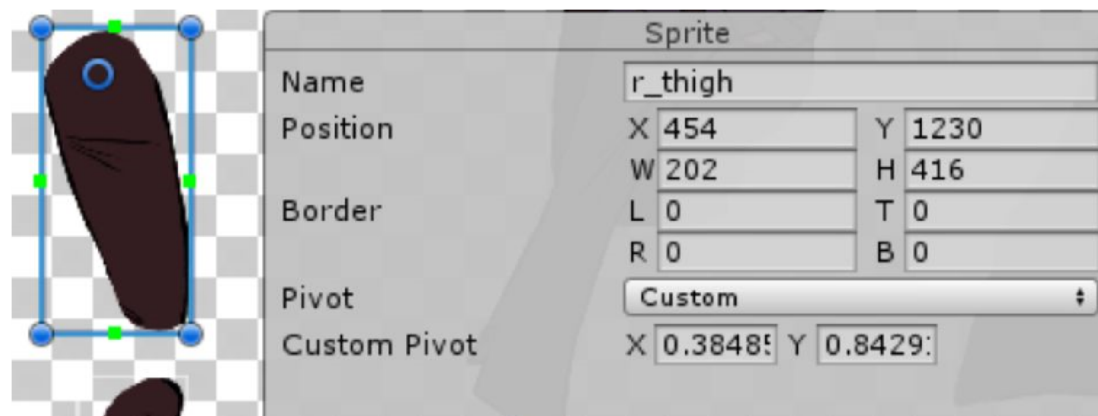 Sprite
Name r_thigh
Position X 454 Y 1230
W 202 H 416
Border L 0 T 0
R 0 B 0
Pivot Custom
Custom Pivot X 0.3848 Y 0.8429